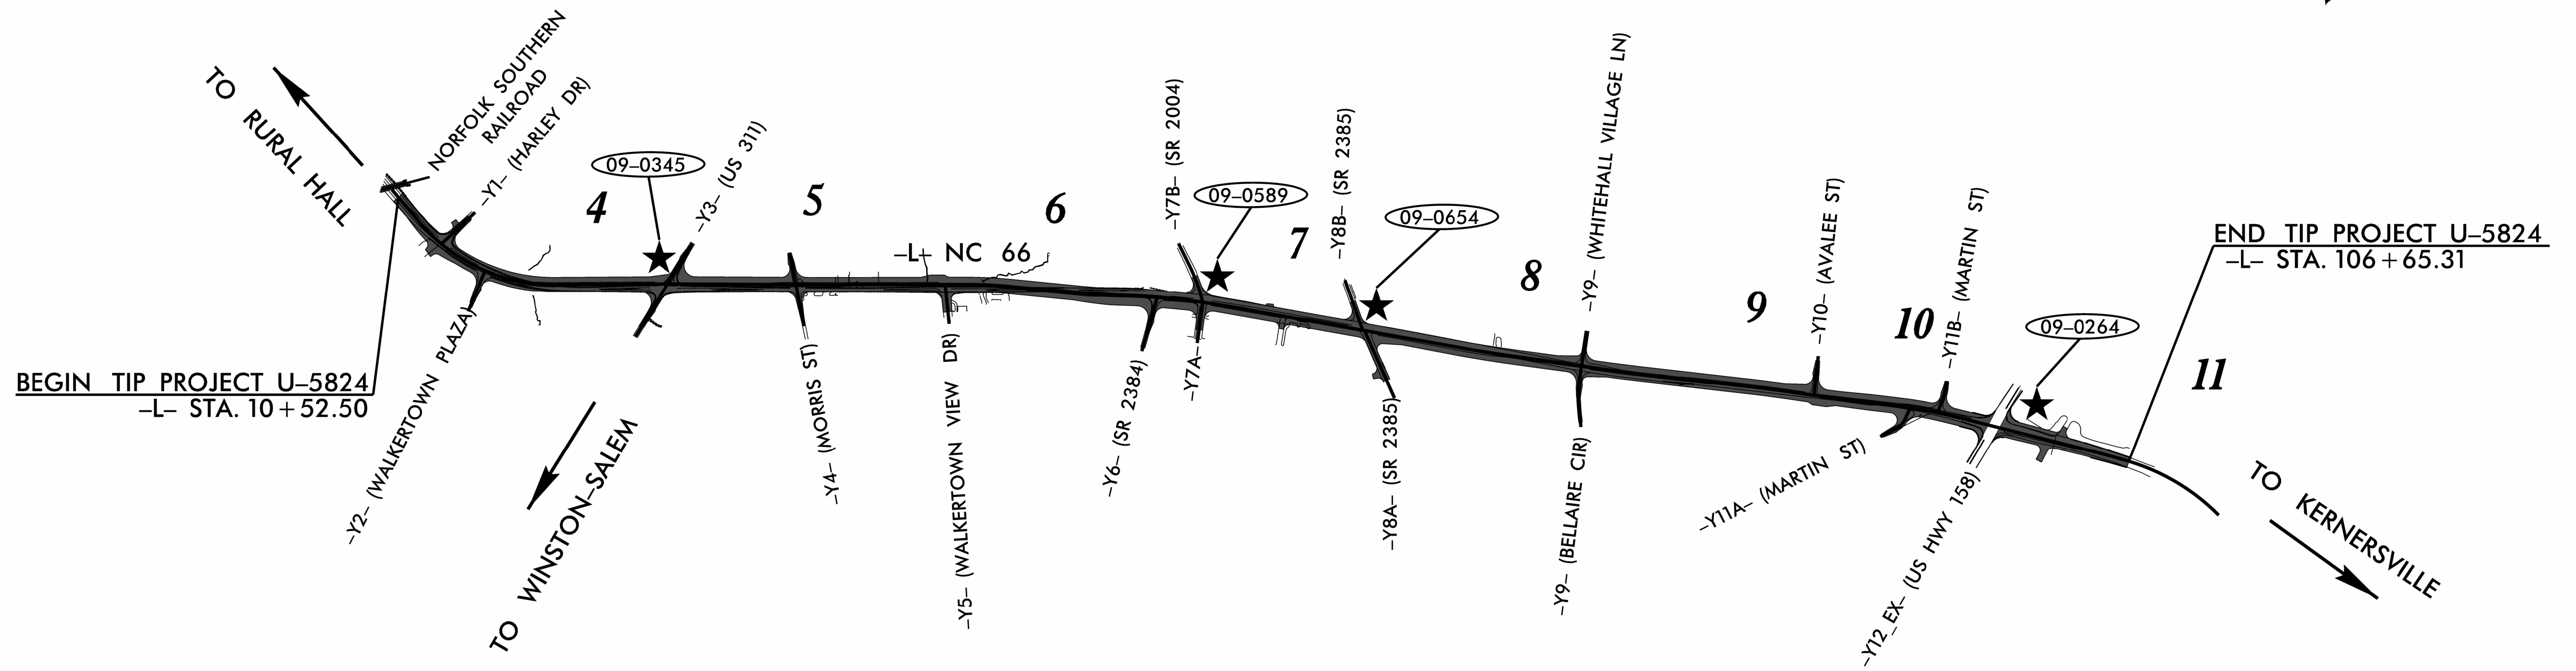 TO RURAL HALL
NORFOLK SOUTHERN
RAILROAD
-Y1- (HARLEY DR)
BEGIN TIP PROJECT U-5824
-L- STA. 10+52.50
-Y2- (WALKERTOWN PLAZA)
4
09-0345
-Y3- (US 311)
TO WINSTON-SALEM
5
-Y4- (MORRIS ST)
-L- NC 66
-Y5- (WALKERTOWN VIEW DR)
6
-Y6- (SR 2384)
-Y7B- (SR 2004)
-Y7A-
09-0589
7
-Y8B- (SR 2385)
09-0654
-Y8A- (SR 2385)
8
-Y9- (WHITEHALL VILLAGE LN)
-Y9- (BELLAIRE CIR)
9
-Y10- (AVALEE ST)
10
-Y11B- (MARTIN ST)
-Y11A- (MARTIN ST)
09-0264
-Y12_EX- (US HWY 158)
11
END TIP PROJECT U-5824
-L- STA. 106+65.31
TO KERNERSVILLE